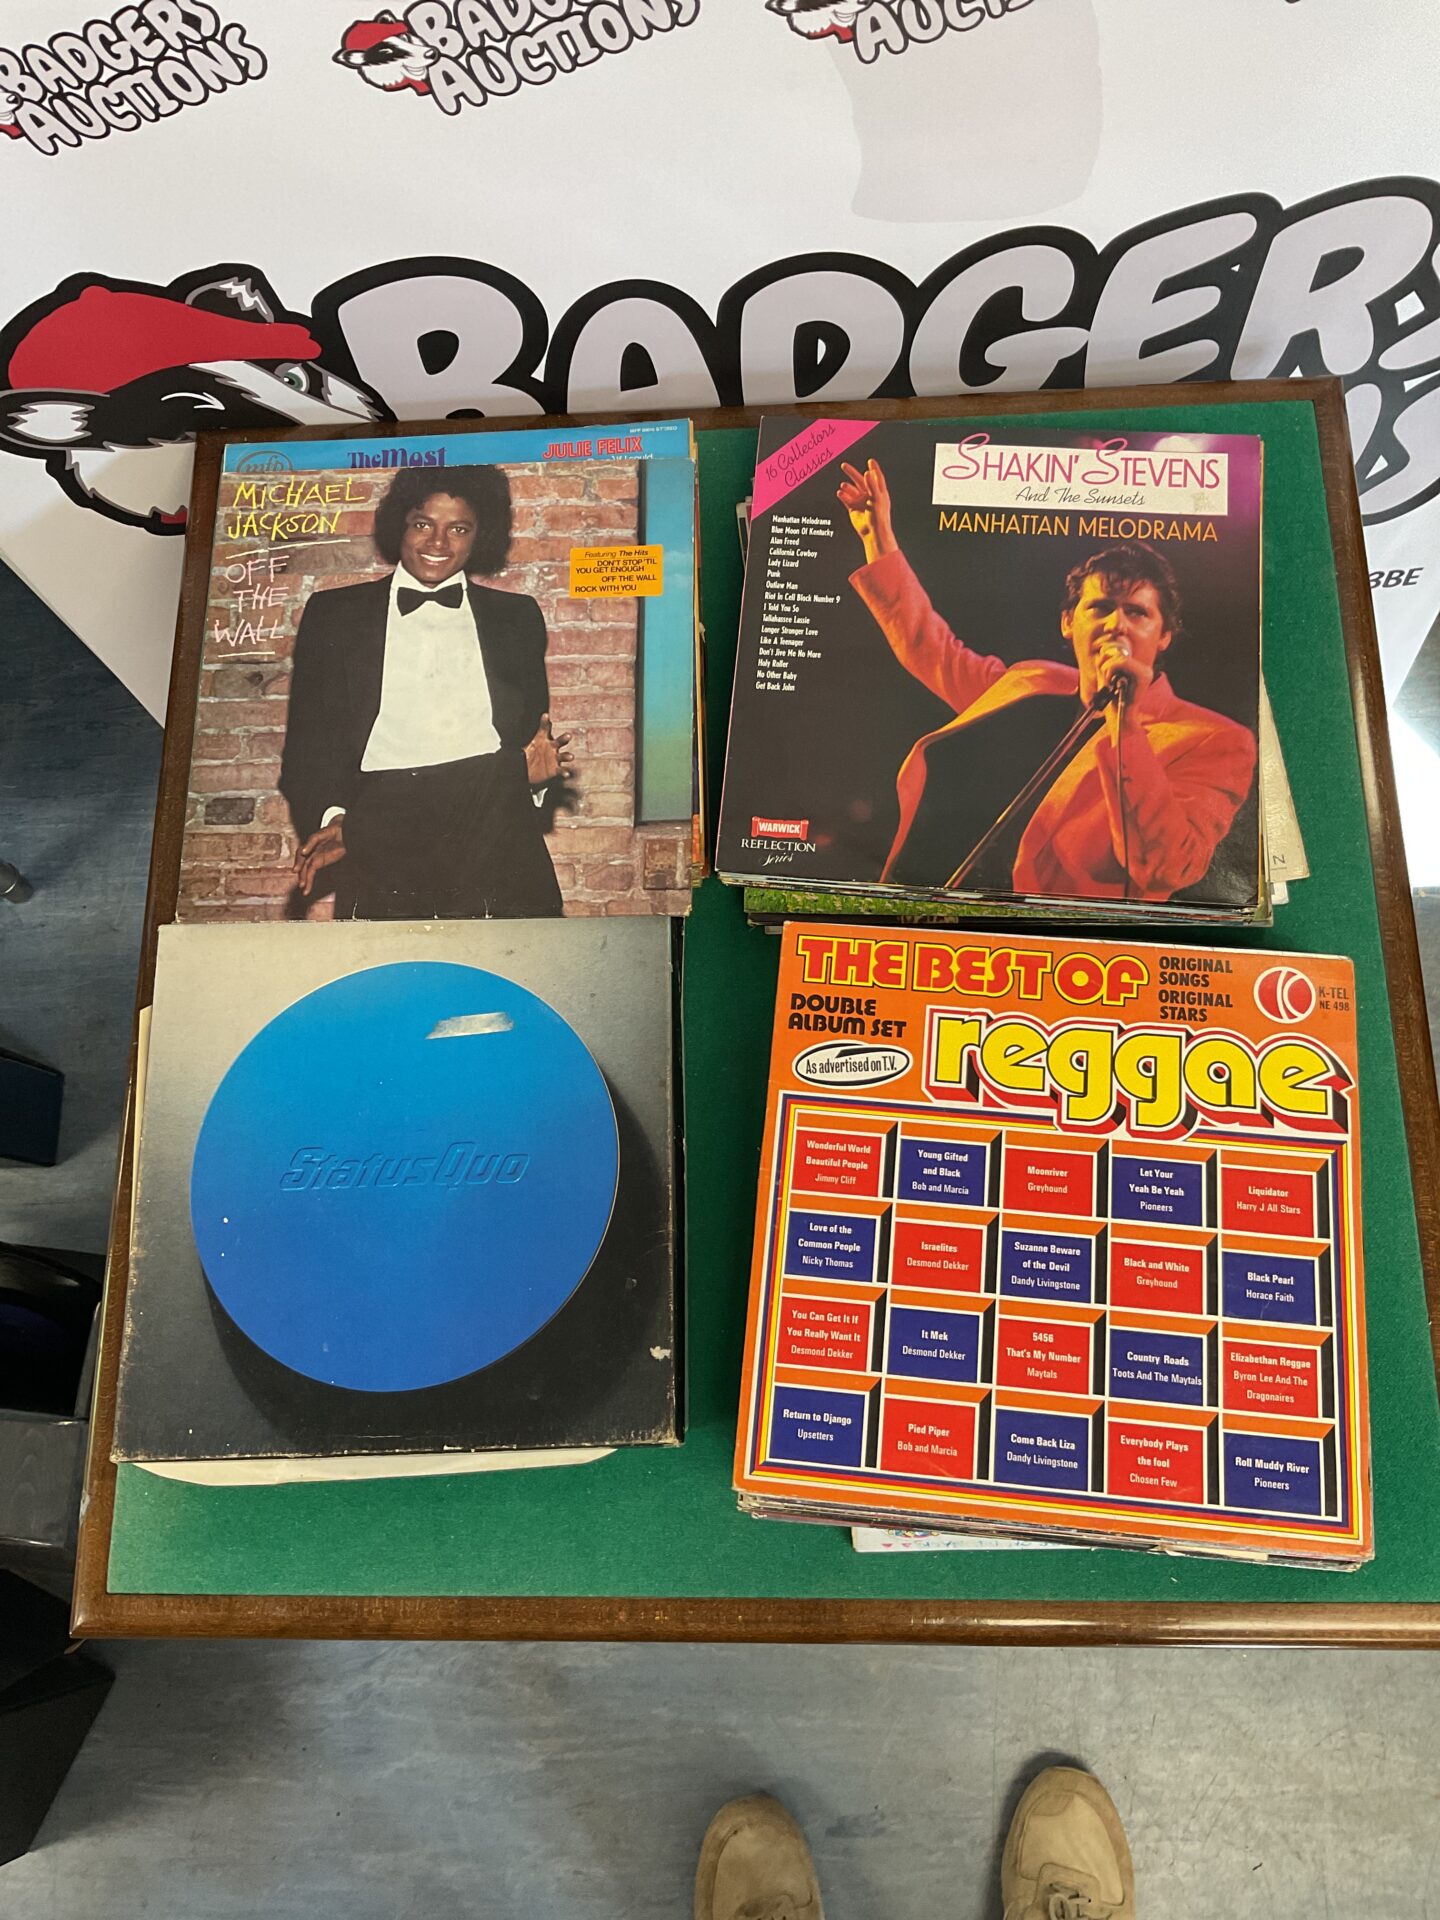 BADGERS
AUCTIONS
BADGERS
AUCTIONS
AUCTIONS
BADGERS
BBE
mfp
The Most
JULIE FELIX
MICHAEL
JACKSON
OFF
THE
WALL
Featuring The Hits
DON'T STOP 'TIL
YOU GET ENOUGH
OFF THE WALL
ROCK WITH YOU
16 Collectors
Classics
SHAKIN' STEVENS
And The Sunsets
MANHATTAN MELODRAMA
Manhattan Melodrama
Blue Moon Of Kentucky
Alan Freed
California Cowboy
Lady Lizard
Punk
Outlaw Man
Riot in Cell Block Number 9
I Told You So
Tallahassee Lassie
Longer Stronger Love
Like A Teenager
Don't Jive Me No More
Holy Roller
No Other Baby
Get Back John
WARWICK
REFLECTION
Series
12
StatusQuo
THE BEST OF
ORIGINAL
SONGS
ORIGINAL
STARS
K-TEL
NE 498
DOUBLE
ALBUM SET
reggae
As advertised on T.V.
Wonderful World
Beautiful People
Jimmy Cliff
Young Gifted
and Black
Bob and Marcia
Moonriver
Greyhound
Let Your
Yeah Be Yeah
Pioneers
Liquidator
Harry J All Stars
Love of the
Common People
Nicky Thomas
Israelites
Desmond Dekker
Suzanne Beware
of the Devil
Dandy Livingstone
Black and White
Greyhound
Black Pearl
Horace Faith
You Can Get It If
You Really Want It
Desmond Dekker
It Mek
Desmond Dekker
5456
That's My Number
Maytals
Country Roads
Toots And The Maytals
Elizabethan Reggae
Byron Lee And The
Dragonaires
Return to Django
Upsetters
Pied Piper
Bob and Marcia
Come Back Liza
Dandy Livingstone
Everybody Plays
the fool
Chosen Few
Roll Muddy River
Pioneers